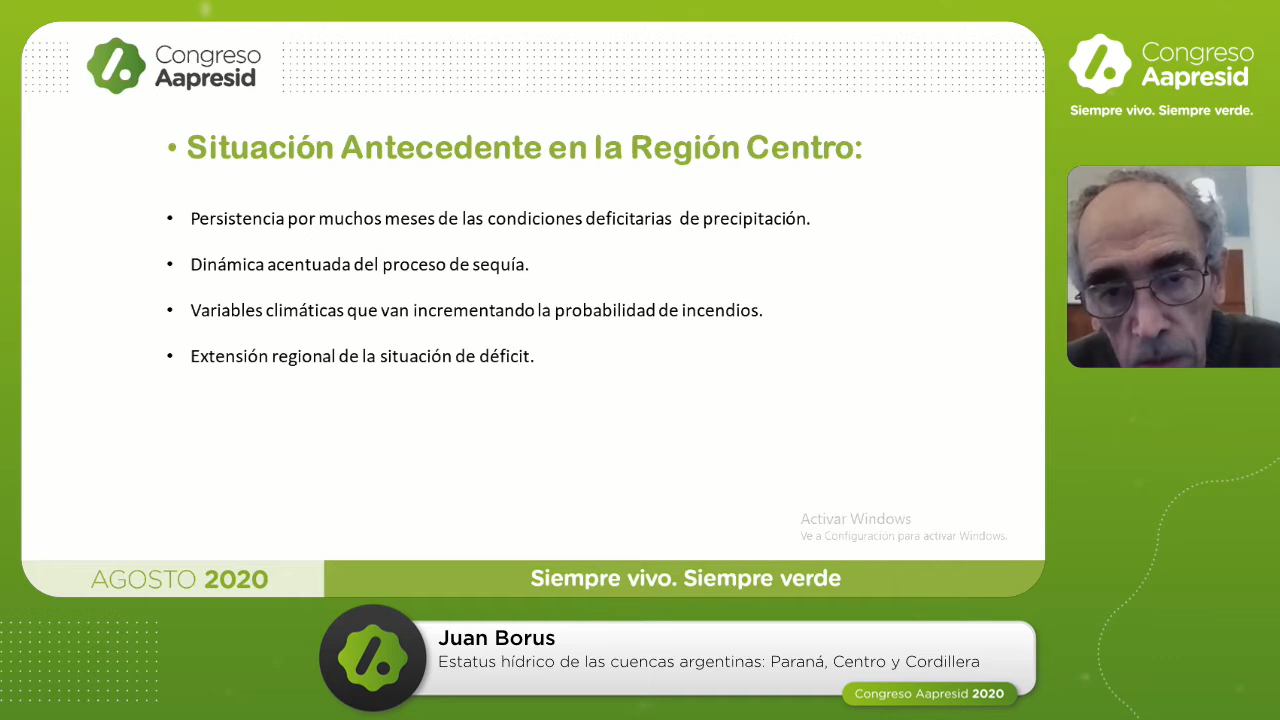 Congreso
Aapresid
• Situación Antecedente en la Región Centro:
• Persistencia por muchos meses de las condiciones deficitarias de precipitación.
• Dinámica acentuada del proceso de sequía.
• Variables climáticas que van incrementando la probabilidad de incendios.
• Extensión regional de la situación de déficit.
Activar Windows
Ve a Configuración para activar Windows.
AGOSTO 2020
Siempre vivo. Siempre verde
Congreso
Aapresid
Siempre vivo. Siempre verde.
Juan Borus
Estatus hídrico de las cuencas argentinas: Paraná, Centro y Cordillera
Congreso Aapresid 2020